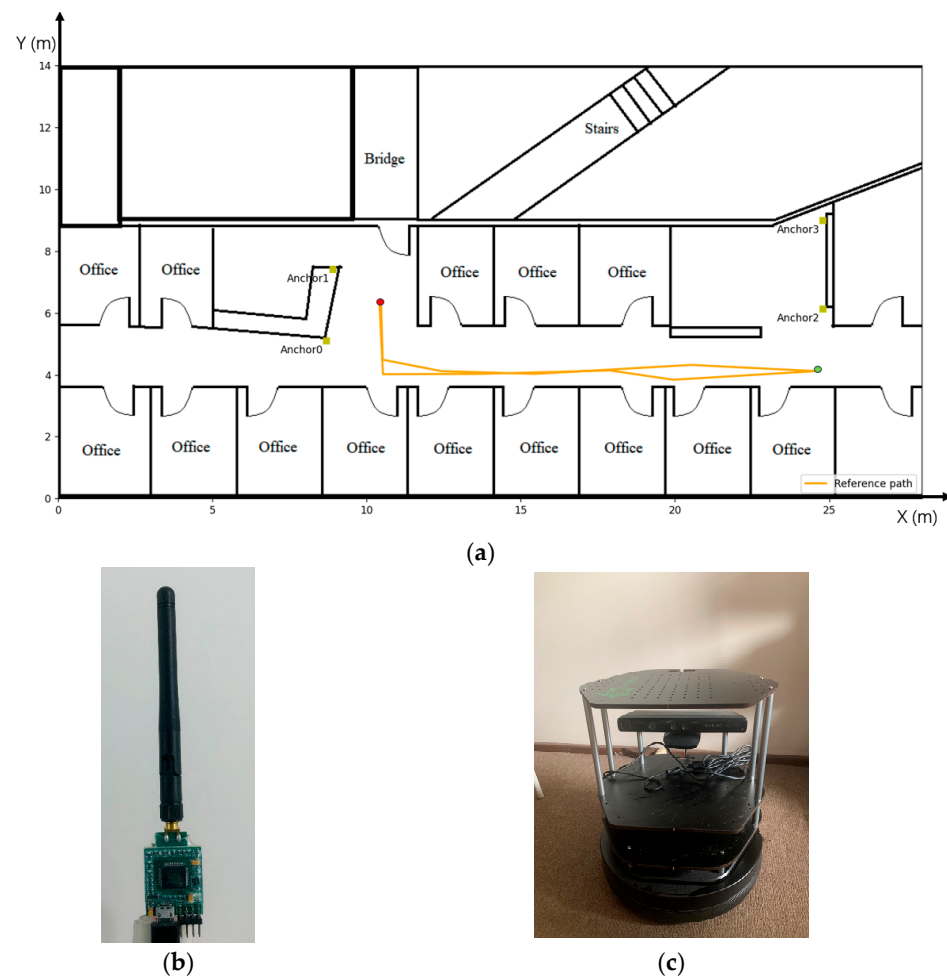 Y (m)
14
12
10
8
6
4
2
0
Stairs
Bridge
Anchor3
Office Office Anchor1 Office Office Office Office
Anchor2
Anchor0
Office Office Office Office Office Office Office Office Office
Reference path
0 5 10 15 20 25
X (m)
(a)
(b) (c)